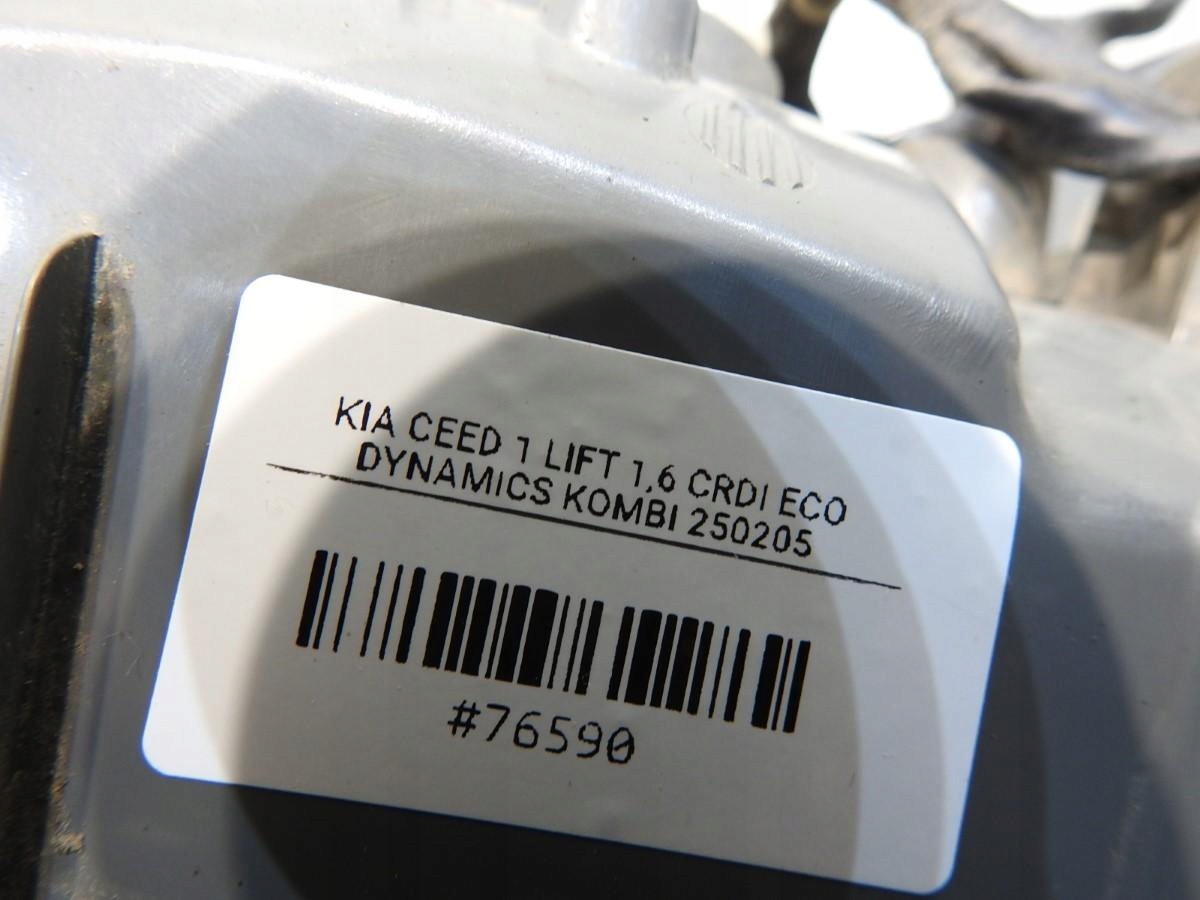 KIA CEED 1 LIFT 1,6 CRDI ECO
DYNAMICS KOMBI 250205
#76590